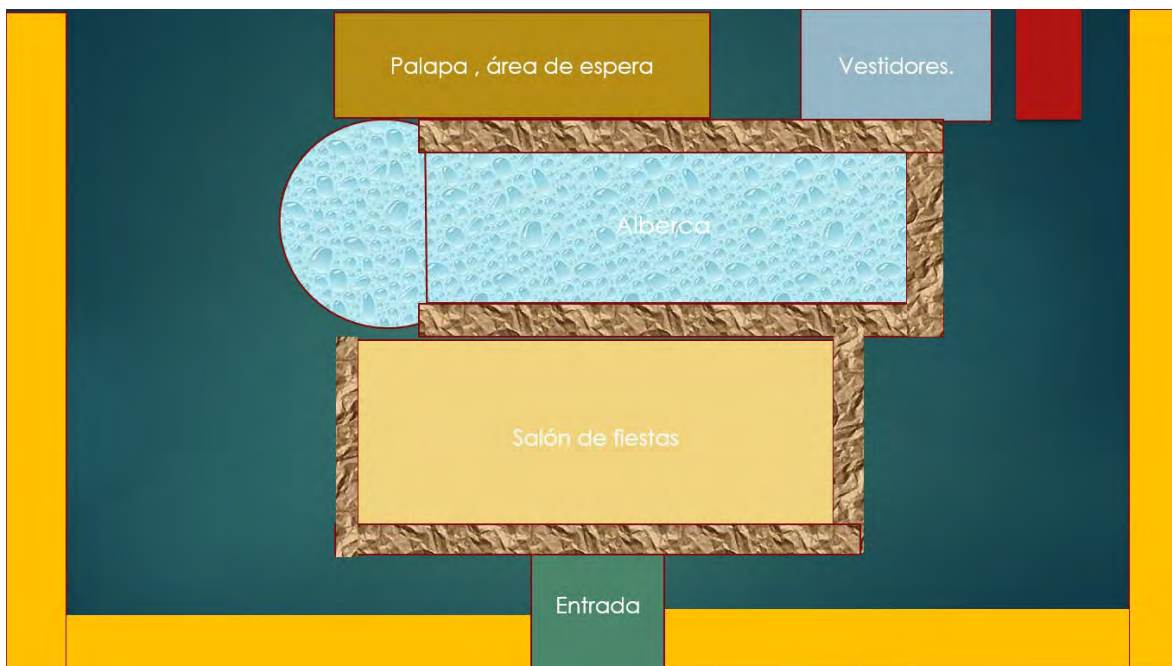 Palapa , área de espera
Vestidores.
Alberca
Salón de fiestas
Entrada